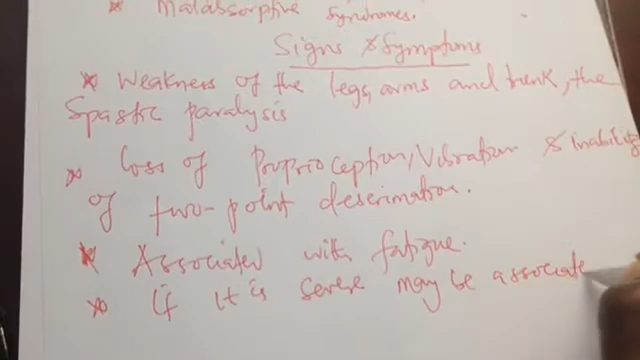 * Malabsorptive Syndromes.
Signs & Symptoms
* Weakness of the legs, arms and trunk, the
Spastic paralysis
* Loss of Proprioception, Vibration & inability
of two-point descrimation.
* Associated with fatigue.
* If it is severe may be associate